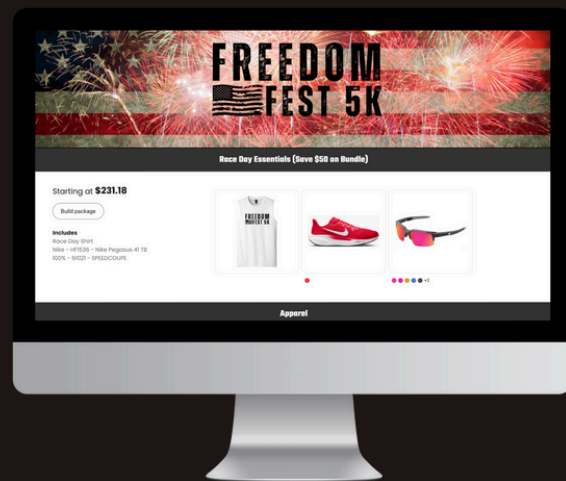 FREEDOM
FEST 5K
Race Day Essentials (Save $50 on Bundle)
Starting at $231.18
Build package
Includes
Race Day Shirt
Nike - HF1536 - Nike Pegasus 41 TB
100% - 61021 - SPEEDCOUPE
FREEDOM
FEST 5K
+2
Apparel